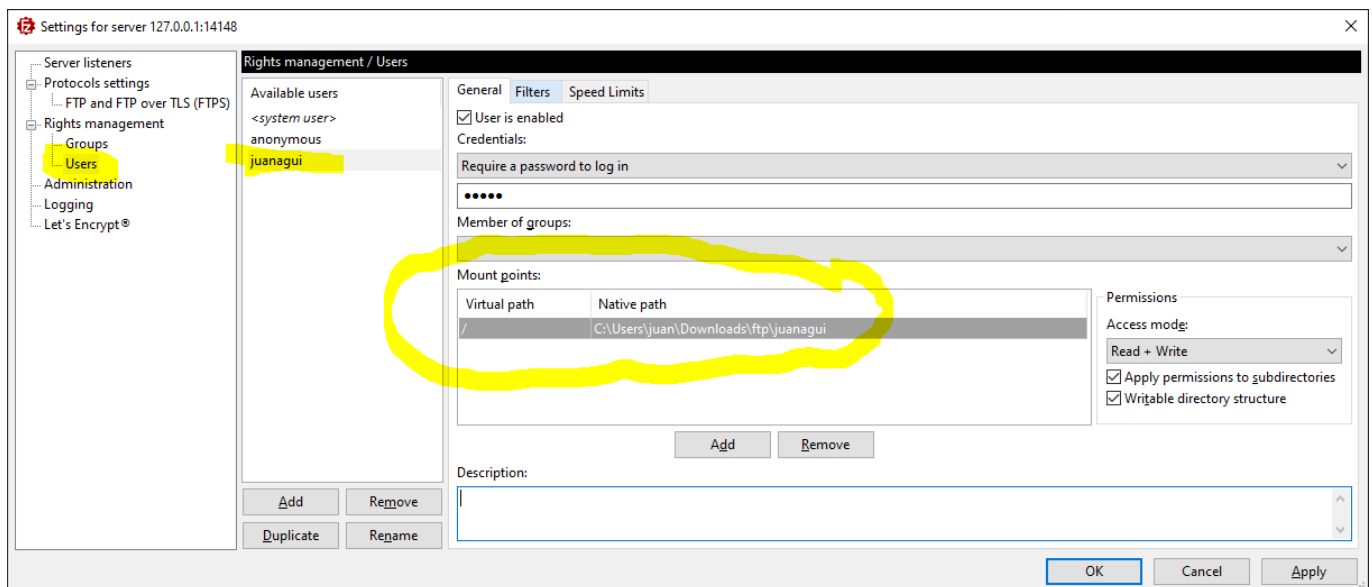 Settings for server 127.0.0.1:14148
Server listeners
Protocols settings
FTP and FTP over TLS (FTPS)
Rights management
Groups
Users
Administration
Logging
Let's Encrypt®
Rights management / Users
Available users
<system user>
anonymous
juanagui
Add
Remove
Duplicate
Rename
General
Filters
Speed Limits
User is enabled
Credentials:
Require a password to log in
•••••
Member of groups:
Mount points:
Virtual path
Native path
/
C:\Users\juan\Downloads\ftp\juanagui
Permissions
Access mode:
Read + Write
Apply permissions to subdirectories
Writable directory structure
Add
Remove
Description:
OK
Cancel
Apply